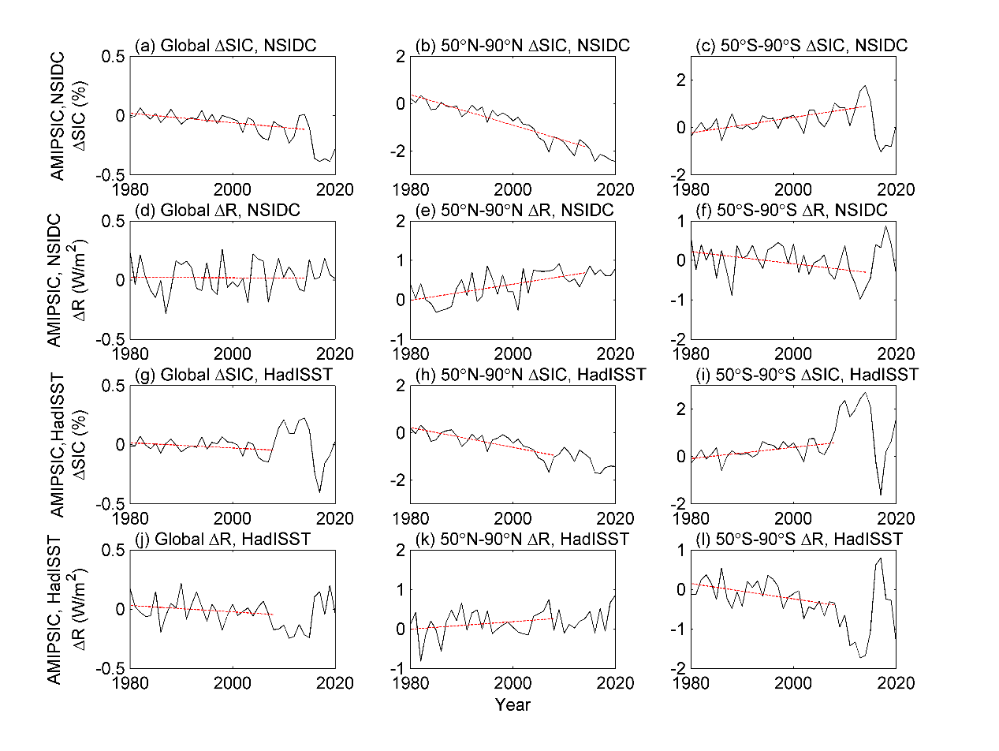 (a) Global ΔSIC, NSIDC
(b) 50°N-90°N ΔSIC, NSIDC
(c) 50°S-90°S ΔSIC, NSIDC
AMIPSIC,NSIDC
ΔSIC (%)
0.5
0
-0.5
1980 2000 2020
2
0
-2
1980 2000 2020
2
0
-2
1980 2000 2020
(d) Global ΔR, NSIDC
(e) 50°N-90°N ΔR, NSIDC
(f) 50°S-90°S ΔR, NSIDC
AMIPSIC, NSIDC
ΔR (W/m²)
0.5
0
-0.5
1980 2000 2020
2
1
0
-1
1980 2000 2020
1
0
-1
-2
1980 2000 2020
(g) Global ΔSIC, HadISST
(h) 50°N-90°N ΔSIC, HadISST
(i) 50°S-90°S ΔSIC, HadISST
AMIPSIC,HadISST
ΔSIC (%)
0.5
0
-0.5
1980 2000 2020
2
0
-2
1980 2000 2020
2
0
-2
1980 2000 2020
(j) Global ΔR, HadISST
(k) 50°N-90°N ΔR, HadISST
(l) 50°S-90°S ΔR, HadISST
AMIPSIC, HadISST
ΔR (W/m²)
0.5
0
-0.5
1980 2000 2020
2
1
0
-1
1980 2000 2020
1
0
-1
-2
1980 2000 2020
Year